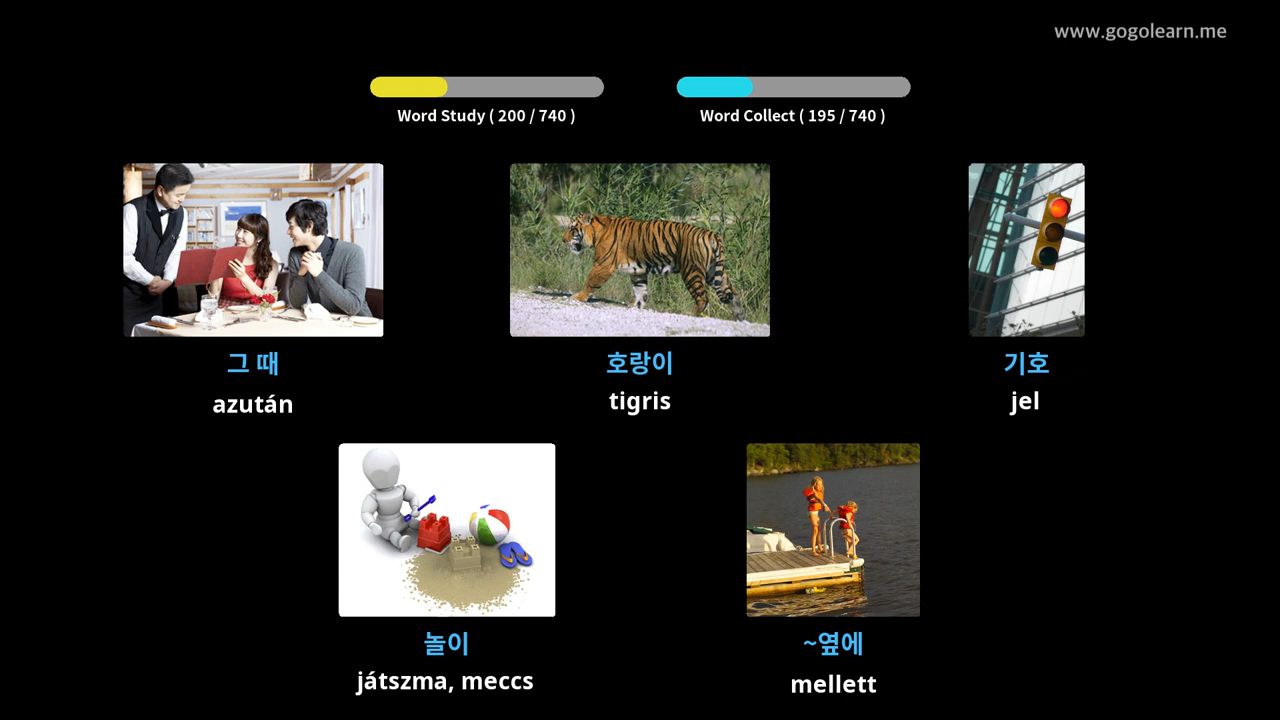 www.gogolearn.me
Word Study ( 200 / 740 )
Word Collect ( 195 / 740 )
그 때
azután
호랑이
tigris
기호
jel
놀이
játszma, meccs
~옆에
mellett